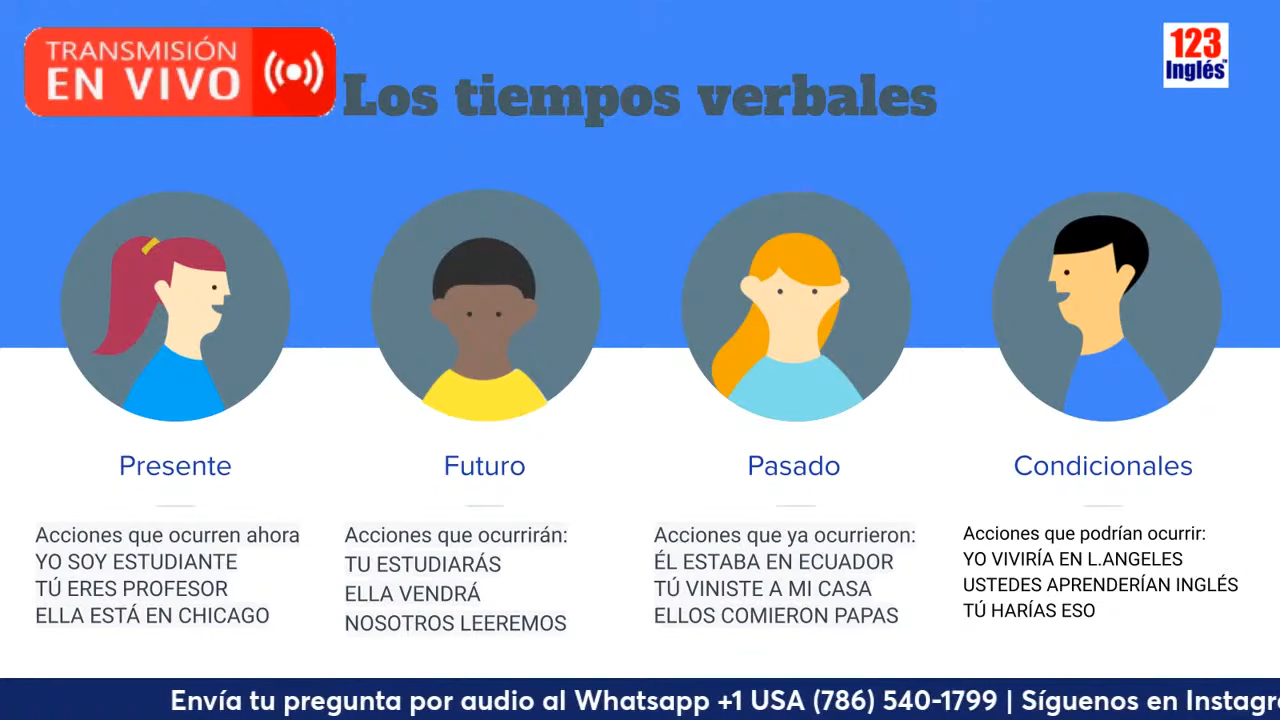 TRANSMISIÓN
EN VIVO
123
Inglés™
Los tiempos verbales
Presente
Acciones que ocurren ahora
YO SOY ESTUDIANTE
TÚ ERES PROFESOR
ELLA ESTÁ EN CHICAGO
Futuro
Acciones que ocurrirán:
TU ESTUDIARÁS
ELLA VENDRÁ
NOSOTROS LEEREMOS
Pasado
Acciones que ya ocurrieron:
ÉL ESTABA EN ECUADOR
TÚ VINISTE A MI CASA
ELLOS COMIERON PAPAS
Condicionales
Acciones que podrían ocurrir:
YO VIVIRÍA EN L.ANGELES
USTEDES APRENDERÍAN INGLÉS
TÚ HARÍAS ESO
Envía tu pregunta por audio al Whatsapp +1 USA (786) 540-1799 | Síguenos en Instagr